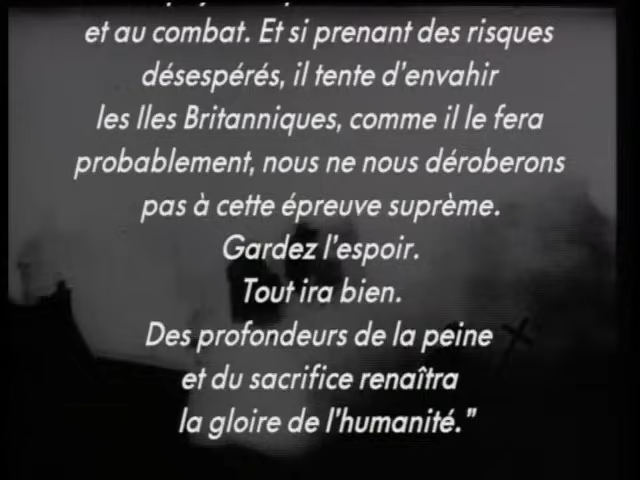 et au combat. Et si prenant des risques
désespérés, il tente d'envahir
les Iles Britanniques, comme il le fera
probablement, nous ne nous déroberons
pas à cette épreuve suprème.
Gardez l'espoir.
Tout ira bien.
Des profondeurs de la peine
et du sacrifice renaîtra
la gloire de l'humanité."